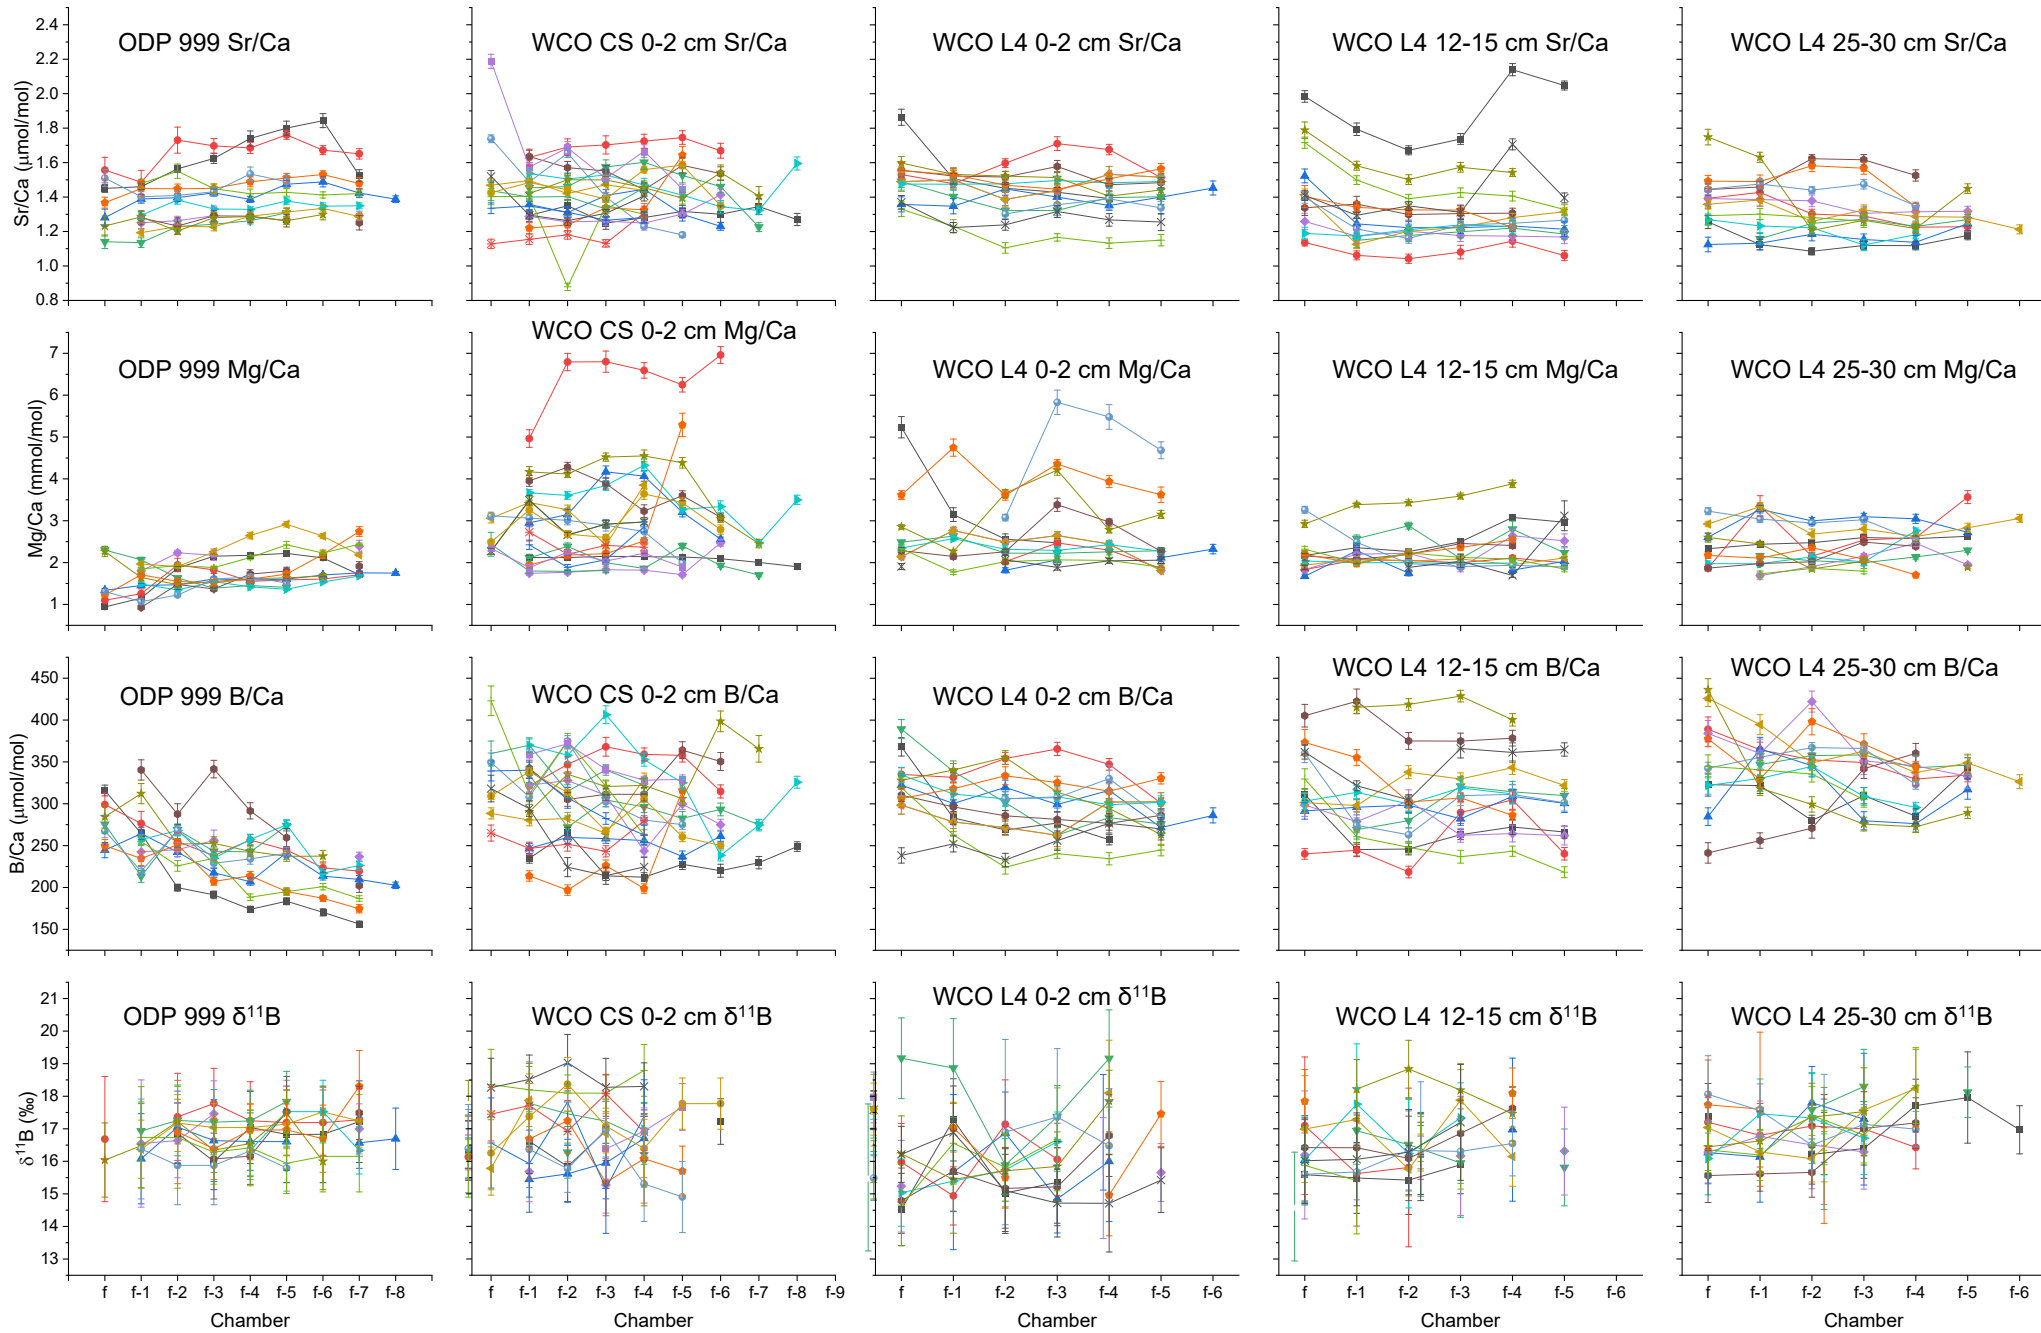 ODP 999 Sr/Ca
WCO CS 0-2 cm Sr/Ca
WCO L4 0-2 cm Sr/Ca
WCO L4 12-15 cm Sr/Ca
WCO L4 25-30 cm Sr/Ca
Sr/Ca (μmol/mol)
2.4
2.2
2.0
1.8
1.6
1.4
1.2
1.0
0.8
ODP 999 Mg/Ca
WCO CS 0-2 cm Mg/Ca
WCO L4 0-2 cm Mg/Ca
WCO L4 12-15 cm Mg/Ca
WCO L4 25-30 cm Mg/Ca
Mg/Ca (mmol/mol)
7
6
5
4
3
2
1
ODP 999 B/Ca
WCO CS 0-2 cm B/Ca
WCO L4 0-2 cm B/Ca
WCO L4 12-15 cm B/Ca
WCO L4 25-30 cm B/Ca
B/Ca (μmol/mol)
450
400
350
300
250
200
150
ODP 999 δ¹¹B
WCO CS 0-2 cm δ¹¹B
WCO L4 0-2 cm δ¹¹B
WCO L4 12-15 cm δ¹¹B
WCO L4 25-30 cm δ¹¹B
δ¹¹B (‰)
21
20
19
18
17
16
15
14
13
f f-1 f-2 f-3 f-4 f-5 f-6 f-7 f-8
f f-1 f-2 f-3 f-4 f-5 f-6 f-7 f-8 f-9
f f-1 f-2 f-3 f-4 f-5 f-6
f f-1 f-2 f-3 f-4 f-5 f-6
f f-1 f-2 f-3 f-4 f-5 f-6
Chamber
Chamber
Chamber
Chamber
Chamber